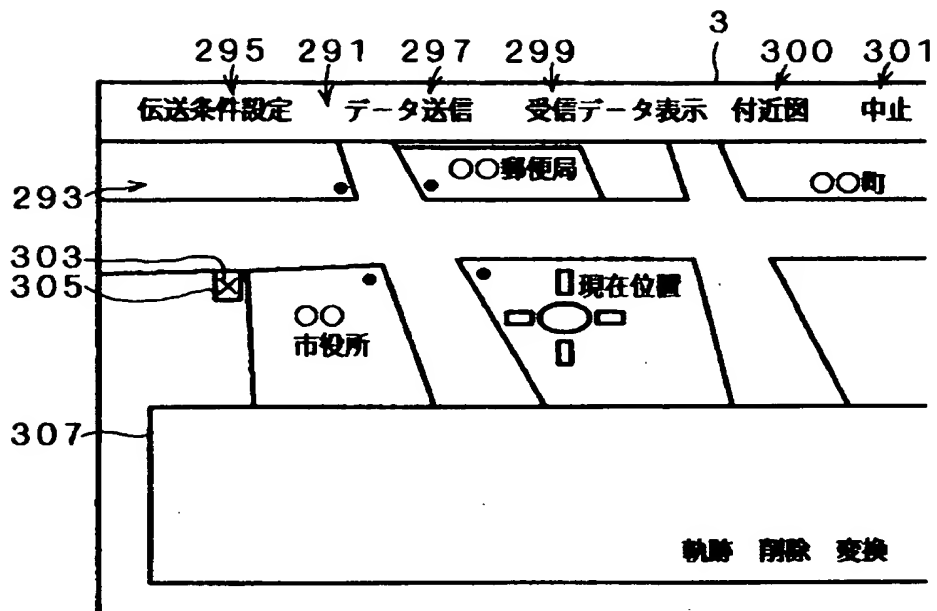 295 291 297 299 3 300 301
伝送条件設定 データ送信 受信データ表示 付近図 中止
○○郵便局
293 ○○町
303
305 現在位置
○○
市役所
307
軌跡 削除 変換